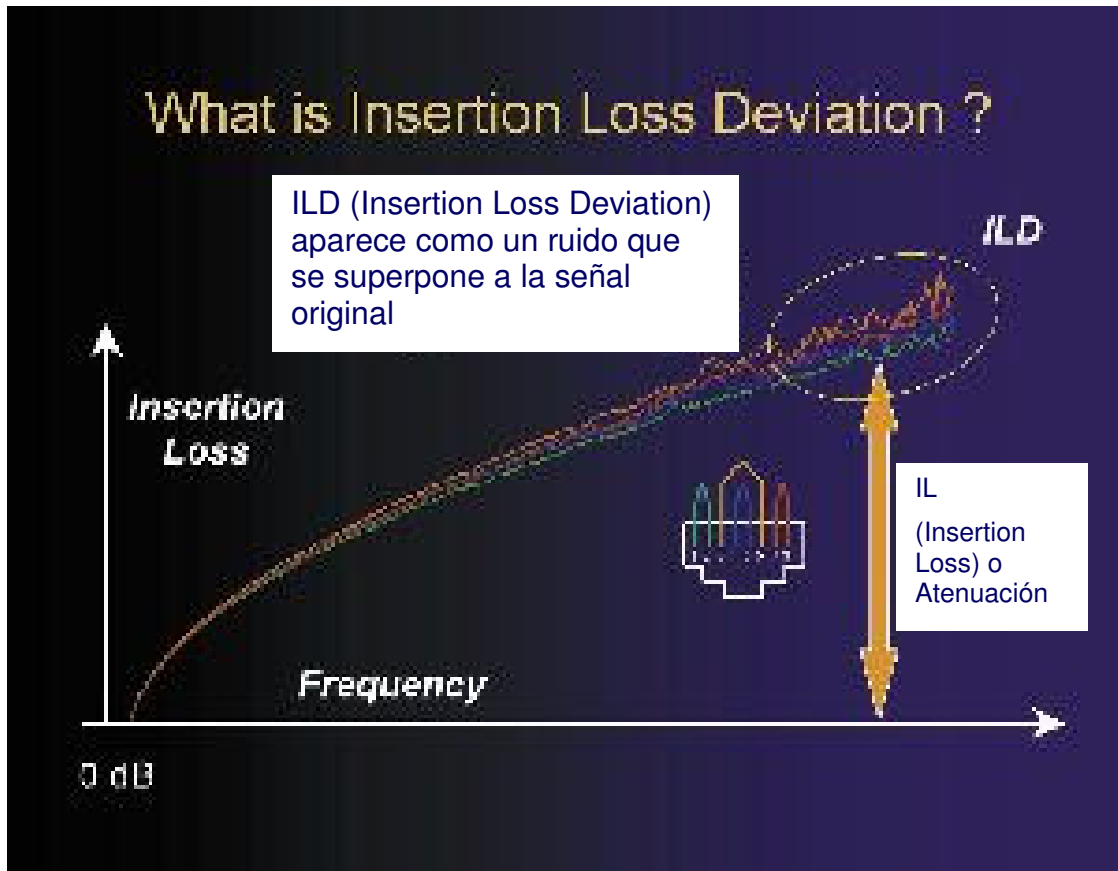 What is Insertion Loss Deviation ?
ILD (Insertion Loss Deviation)
aparece como un ruido que
se superpone a la señal
original
ILD
Insertion
Loss
IL
(Insertion
Loss) o
Atenuación
Frequency
0 dB